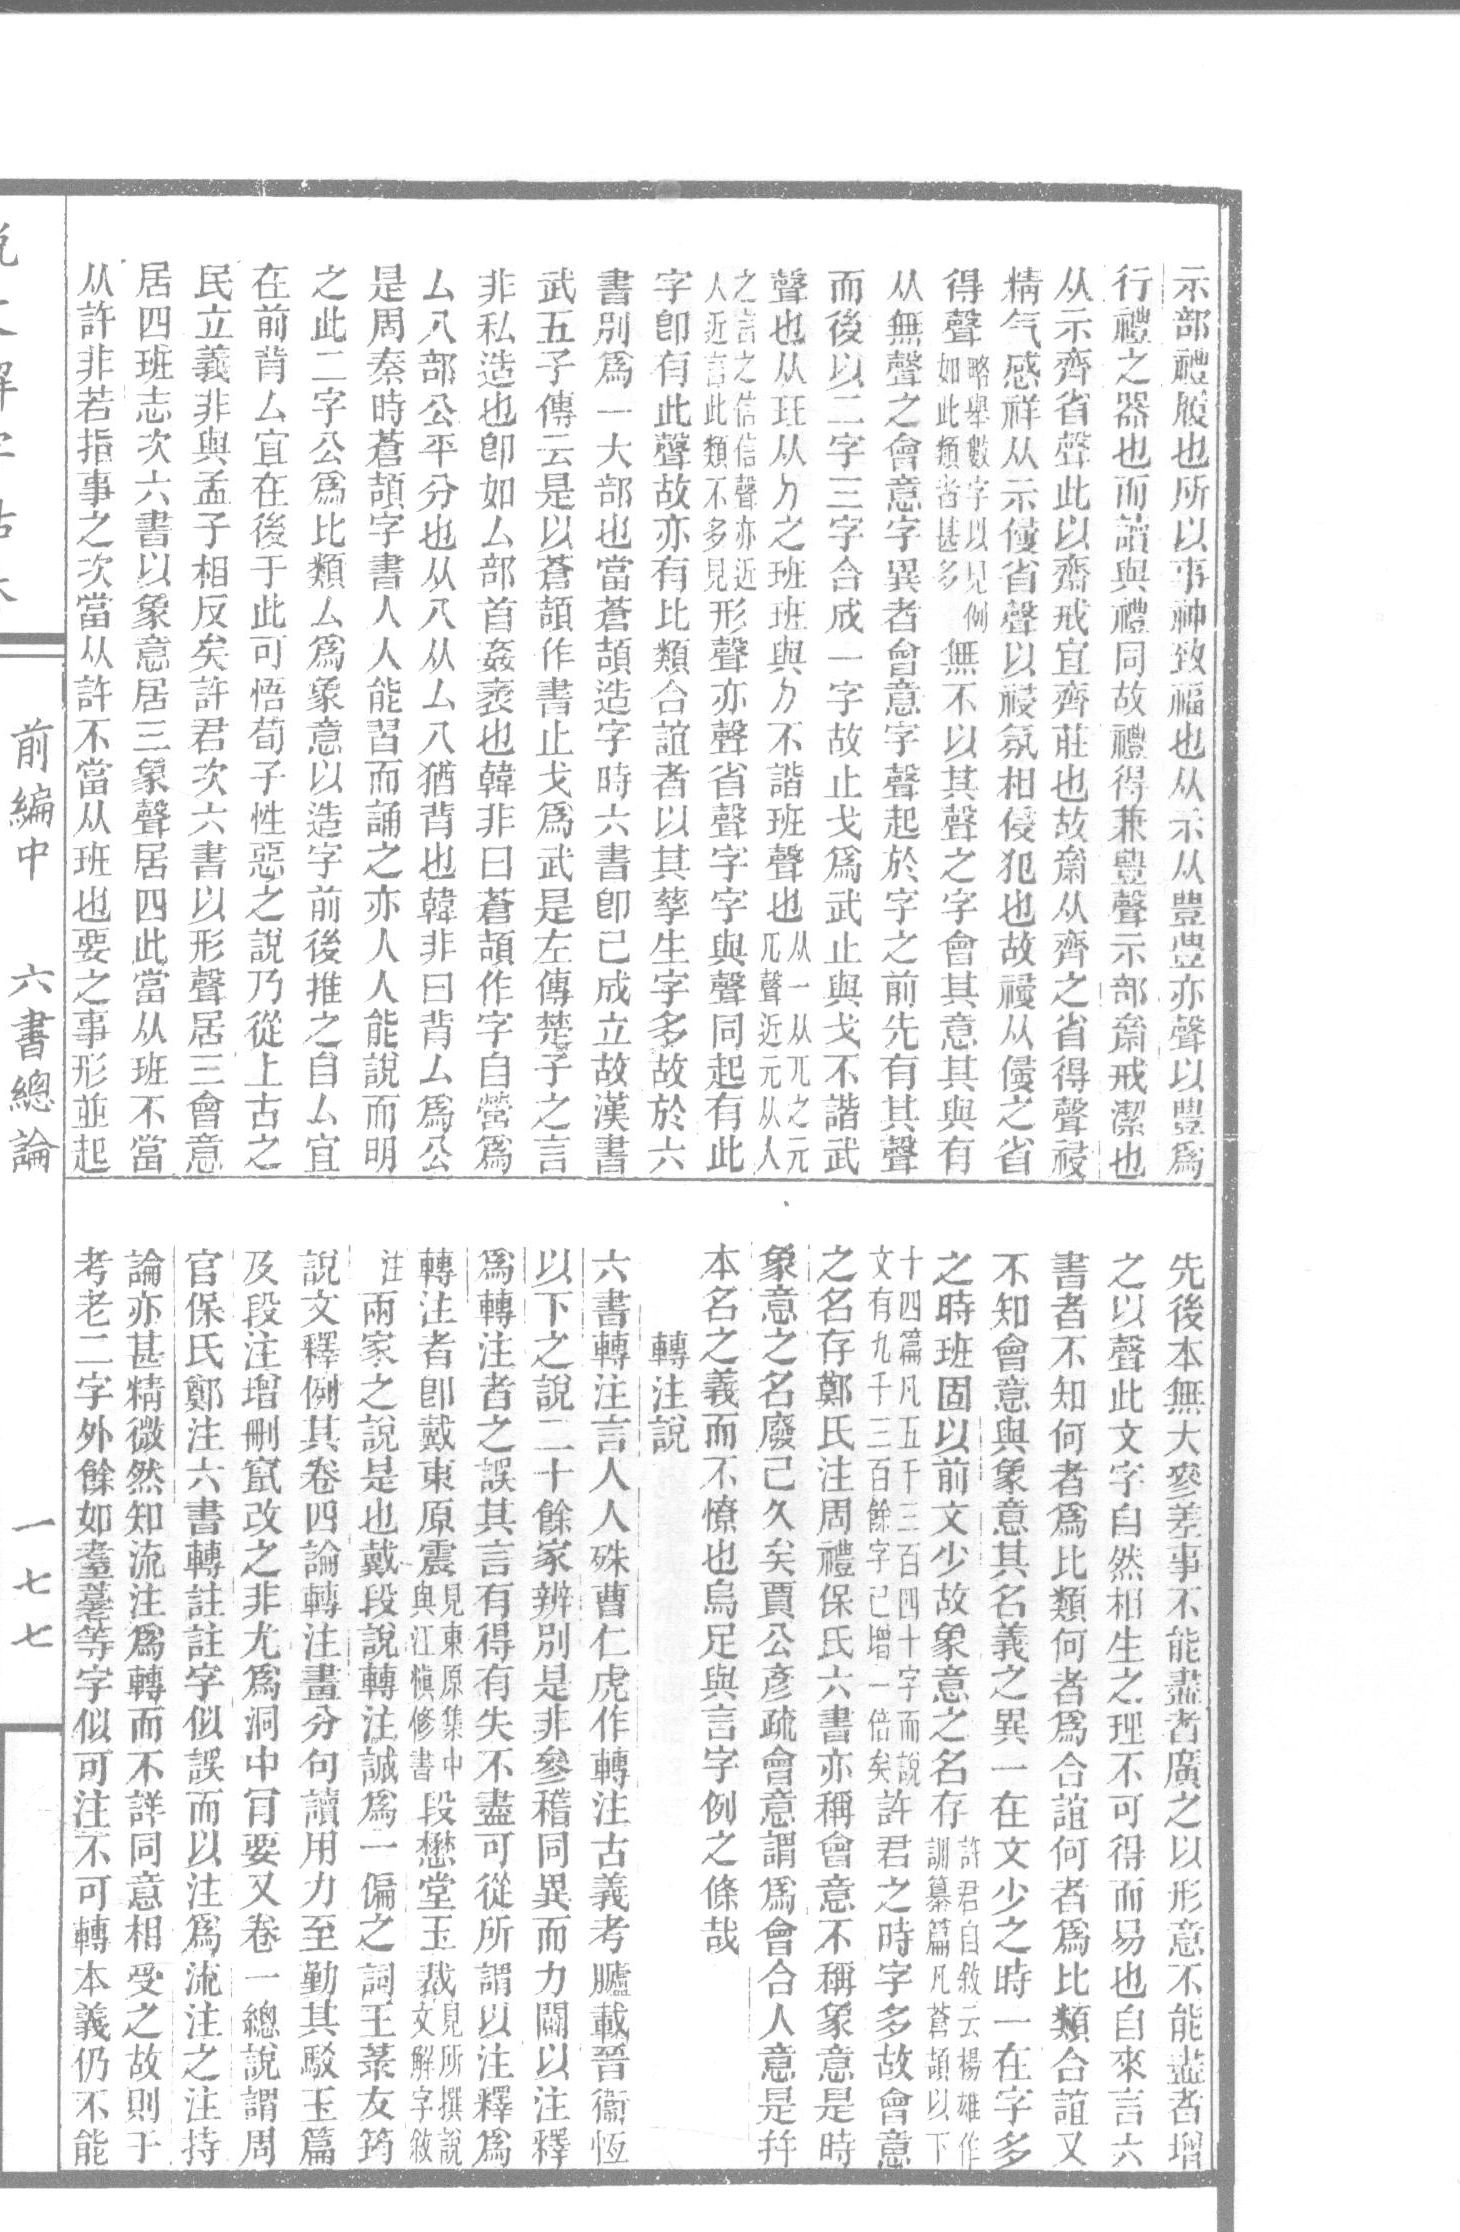 示部禮履也所以事神致福也从示从豊豊亦聲以豊爲
行禮之器也而讀與禮同故禮得兼豊聲示部齋戒潔也
从示齊省聲此以齋戒宜齊莊也故齋从齊之省得聲祲
精气感祥从示侵省聲以祲氛相侵犯也故祲从侵之省
得聲略舉數字以見例如此類者甚多無不以其聲之字會其意其與有
从無聲之會意字異者會意字聲起於字之前先有其聲
而後以二字三字合成一字故止戈爲武止與戈不諧武
聲也从玨从刀之班班與刀不諧班聲也从一从兀之元兀聲近元从人
之言之信信聲亦近人近言此類不多見形聲亦聲省聲字字與聲同起有此
字卽有此聲故亦有比類合誼者以其孳生字多故於六
書別爲一大部也當蒼頡造字時六書卽已成立故漢書
武五子傳云是以蒼頡作書止戈爲武是左傳楚子之言
非私造也卽如厶部首姦衺也韓非曰蒼頡作字自營爲
厶八部公平分也从八从厶八猶背也韓非曰背厶爲公
是周秦時蒼頡字書人人能習而誦之亦人人能說而明
之此二字公爲比類厶爲象意以造字前後推之自厶宜
在前背厶宜在後于此可悟荀子性惡之說乃從上古之
民立義非與孟子相反矣許君次六書以形聲居三會意
居四班志次六書以象意居三象聲居四此當从班不當
从許非若指事之次當从許不當从班也要之事形並起
先後本無大參差事不能盡者廣之以形意不能盡者增
之以聲此文字自然相生之理不可得而易也自來言六
書者不知何者爲比類何者爲合誼何者爲比類合誼又
不知會意與象意其名義之異一在文少之時一在字多
之時班固以前文少故象意之名存許君自敘云楊雄作訓纂篇凡蒼頡以下
十四篇凡五千三百四十字而說文有九千三百餘字已增一倍矣許君之時字多故會意
之名存鄭氏注周禮保氏六書亦稱會意不稱象意是時
象意之名廢已久矣賈公彥疏會意謂爲會合人意是幷
本名之義而不憭也烏足與言字例之條哉
轉注說
六書轉注言人人殊曹仁虎作轉注古義考臚載晉衞恆
以下之說二十餘家辨別是非參稽同異而力闢以注釋
爲轉注者之誤其言有得有失不盡可從所謂以注釋爲
轉注者卽戴東原震見東原集中與江愼修書段懋堂玉裁見所撰說文解字敘
注兩家之說是也戴段說轉注誠爲一偏之詞王菉友筠
說文釋例其卷四論轉注畫分句讀用力至勤其駁玉篇
及段注增刪竄改之非尤爲洞中肎要又卷一總說謂周
官保氏鄭注六書轉註註字似誤而以注爲流注之注持
論亦甚精微然知流注爲轉而不詳同意相受之故則于
考老二字外餘如耋耄等字似可注不可轉本義仍不能
前編中　六書總論
一七七